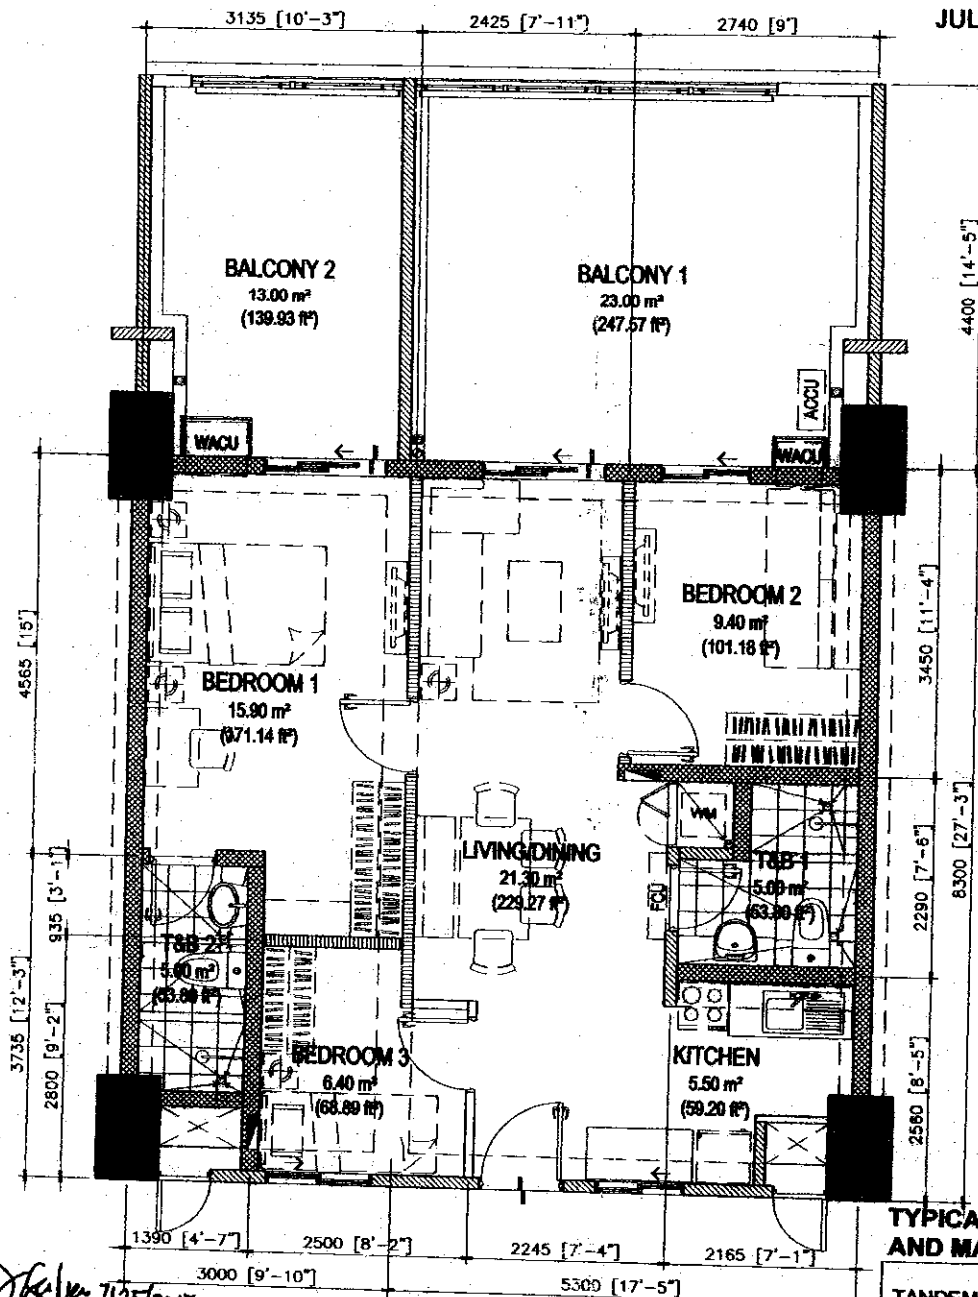 3135 [10'-3"]
2425 [7'-11"]
2740 [9']
JUL
BALCONY 2
13.00 m²
(139.93 ft²)
BALCONY 1
23.00 m²
(247.57 ft²)
4400 [14'-5"]
ACCU
WACU
WACU
4565 [15']
BEDROOM 2
9.40 m²
(101.18 ft²)
3450 [11'-4"]
BEDROOM 1
15.90 m²
(171.14 ft²)
WM
LIVING/DINING
21.30 m²
(229.27 ft²)
FCU
T&B 1
5.00 m²
(53.80 ft²)
2290 [7'-6"]
8300 [27'-3"]
935 [3'-1"]
T&B 2
5.00 m²
(53.80 ft²)
3735 [12'-3"]
2800 [9'-2"]
BEDROOM 3
6.40 m²
(68.89 ft²)
KITCHEN
5.50 m²
(59.20 ft²)
2560 [8'-5"]
1390 [4'-7"]
2500 [8'-2"]
2245 [7'-4"]
2165 [7'-1"]
3000 [9'-10"]
5300 [17'-5"]
TYPICA
AND MA
TANDEN